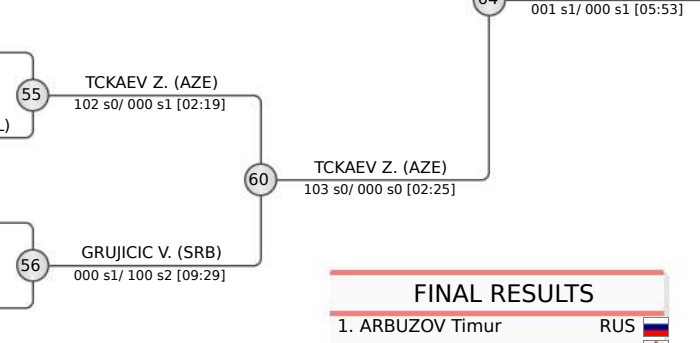 64
001 s1/ 000 s1 [05:53]
55
TCKAEV Z. (AZE)
102 s0/ 000 s1 [02:19]
L)
60
TCKAEV Z. (AZE)
103 s0/ 000 s0 [02:25]
56
GRUJICIC V. (SRB)
000 s1/ 100 s2 [09:29]
FINAL RESULTS
1. ARBUZOV Timur RUS